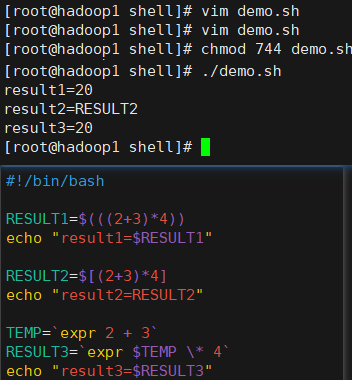 [root@hadoop1 shell]# vim demo.sh
[root@hadoop1 shell]# vim demo.sh
[root@hadoop1 shell]# chmod 744 demo.sh
[root@hadoop1 shell]# ./demo.sh
result1=20
result2=RESULT2
result3=20
[root@hadoop1 shell]#
#!/bin/bash
RESULT1=$(((2+3)*4))
echo "result1=$RESULT1"
RESULT2=$[(2+3)*4]
echo "result2=RESULT2"
TEMP=`expr 2 + 3`
RESULT3=`expr $TEMP \* 4`
echo "result3=$RESULT3"